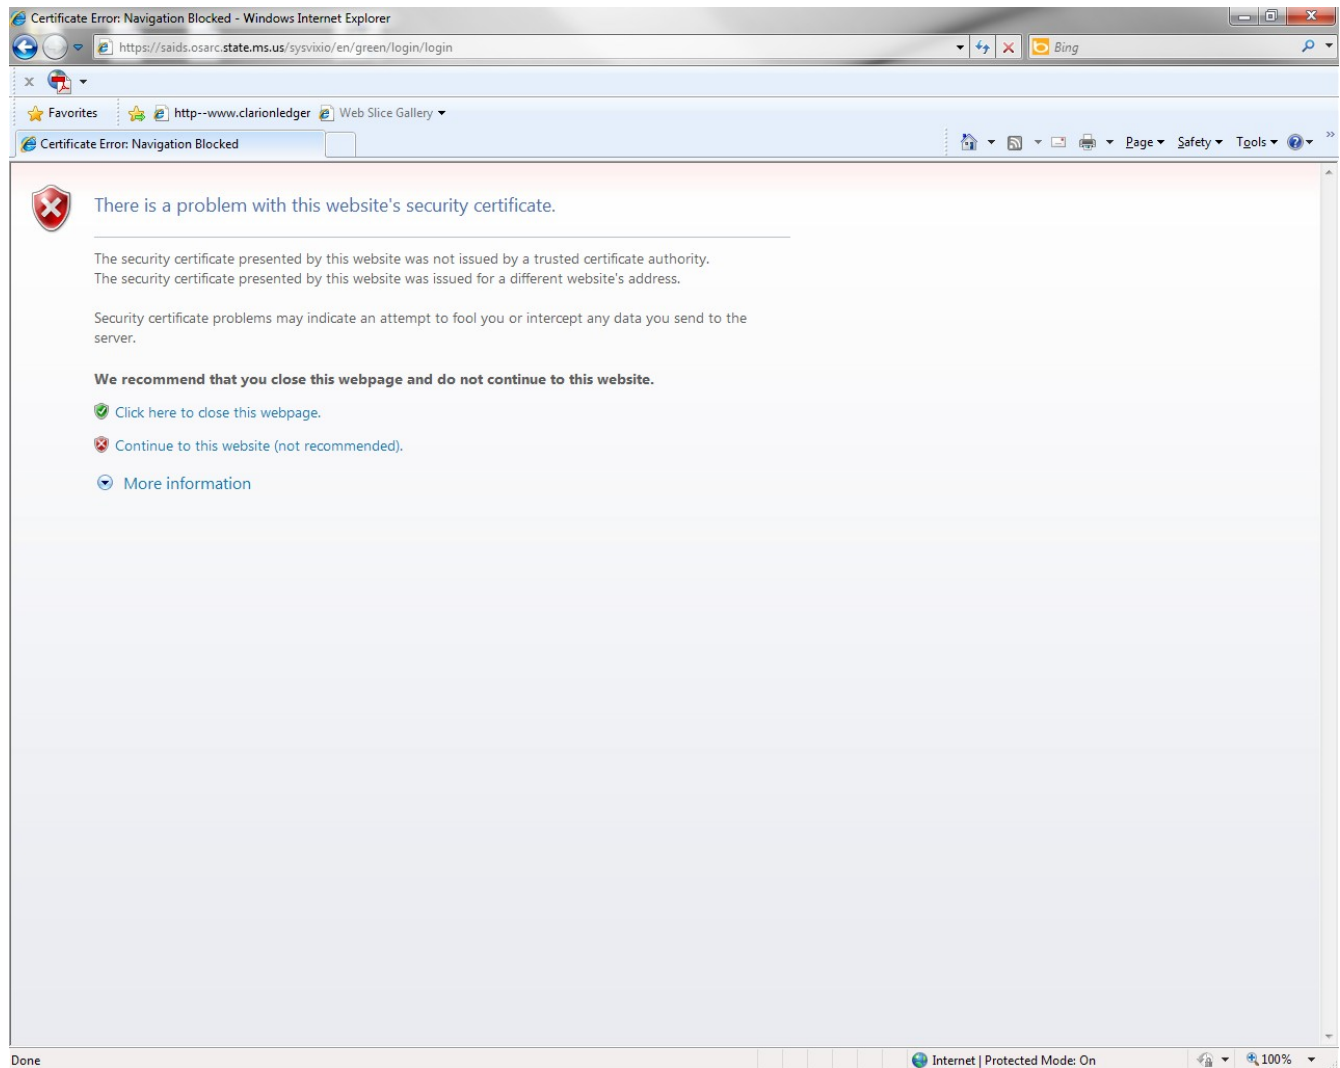 Certificate Error: Navigation Blocked - Windows Internet Explorer
https://saids.osarc.state.ms.us/sysvixio/en/green/login/login
Bing
x
Favorites http--www.clarionledger Web Slice Gallery
Certificate Error: Navigation Blocked Page Safety Tools
There is a problem with this website's security certificate.
The security certificate presented by this website was not issued by a trusted certificate authority.
The security certificate presented by this website was issued for a different website's address.
Security certificate problems may indicate an attempt to fool you or intercept any data you send to the
server.
We recommend that you close this webpage and do not continue to this website.
Click here to close this webpage.
Continue to this website (not recommended).
More information
Done Internet | Protected Mode: On 100%